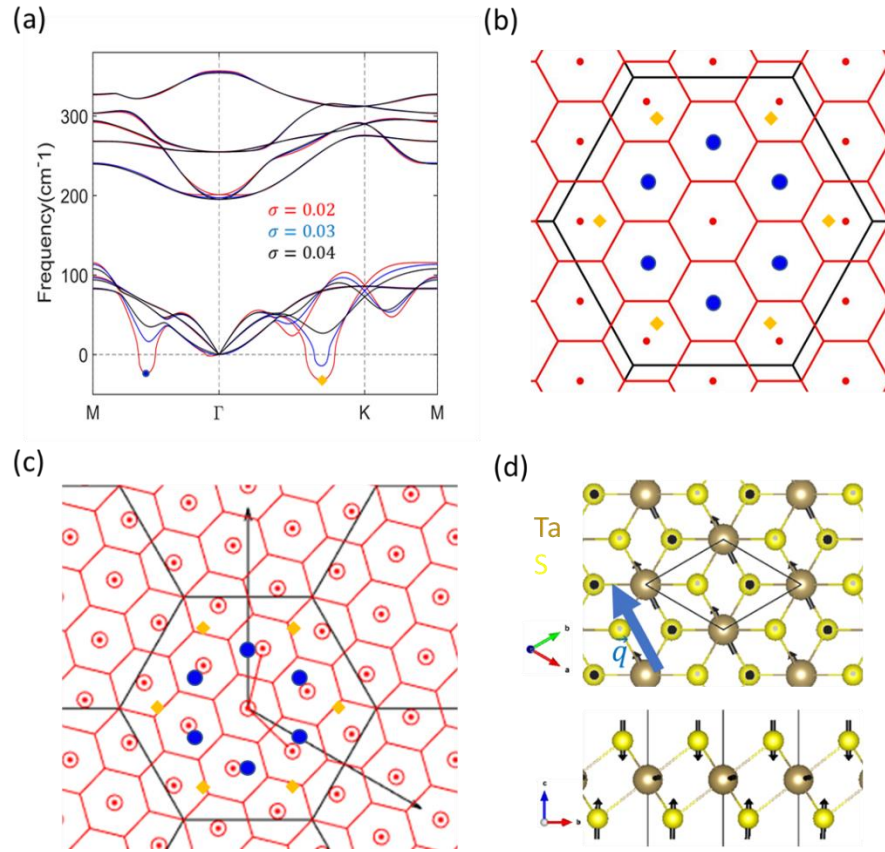 (a)
(b)
Frequency(cm⁻1)
300
200
100
0
σ = 0.02
σ = 0.03
σ = 0.04
M
Γ
K
M
(c)
(d)
Ta
S
q⃗
b
a
c
b